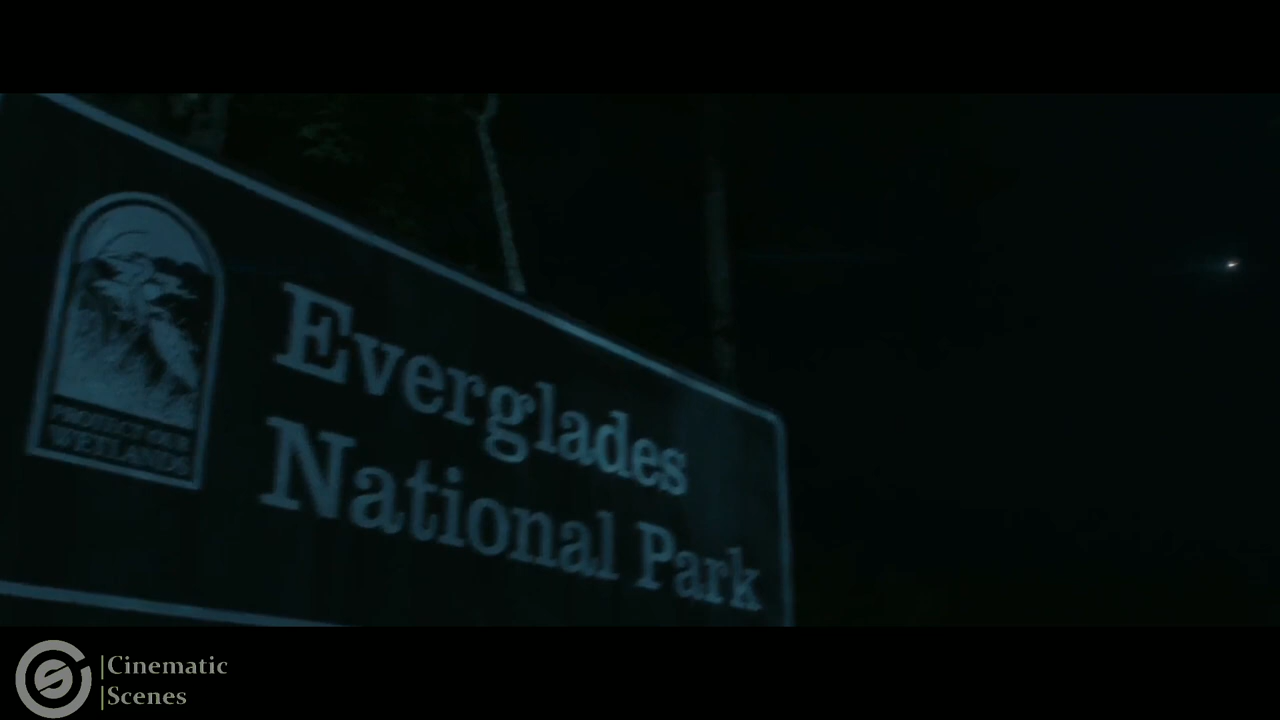 Everglades
National Park
PROTECT OUR
WETLANDS
Cinematic
Scenes